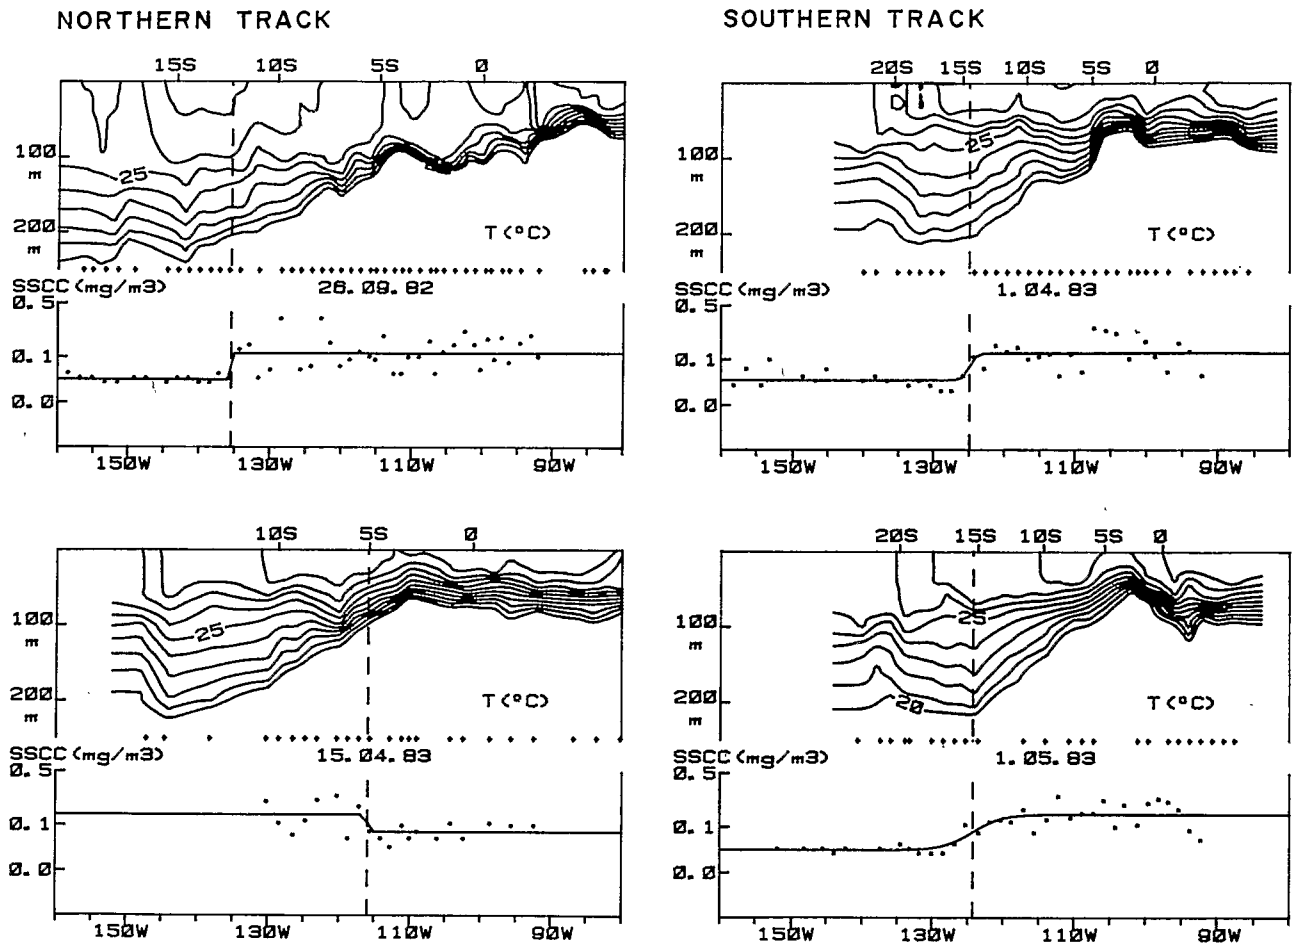 NORTHERN TRACK
15S 10S 5S 0
100
m
25
200
m
T(°C)
SSCC(mg/m3) 26.09.82
0.5
0.1
0.0
150W 130W 110W 90W
SOUTHERN TRACK
20S 15S 10S 5S 0
100
m
25
200
m
T(°C)
SSCC(mg/m3) 1.04.83
0.5
0.1
0.0
150W 130W 110W 90W
10S 5S 0
100
m
25
200
m
T(°C)
SSCC(mg/m3) 15.04.83
0.5
0.1
0.0
150W 130W 110W 90W
20S 15S 10S 5S 0
100
m
25
200
m
20
T(°C)
SSCC(mg/m3) 1.05.83
0.5
0.1
0.0
150W 130W 110W 90W